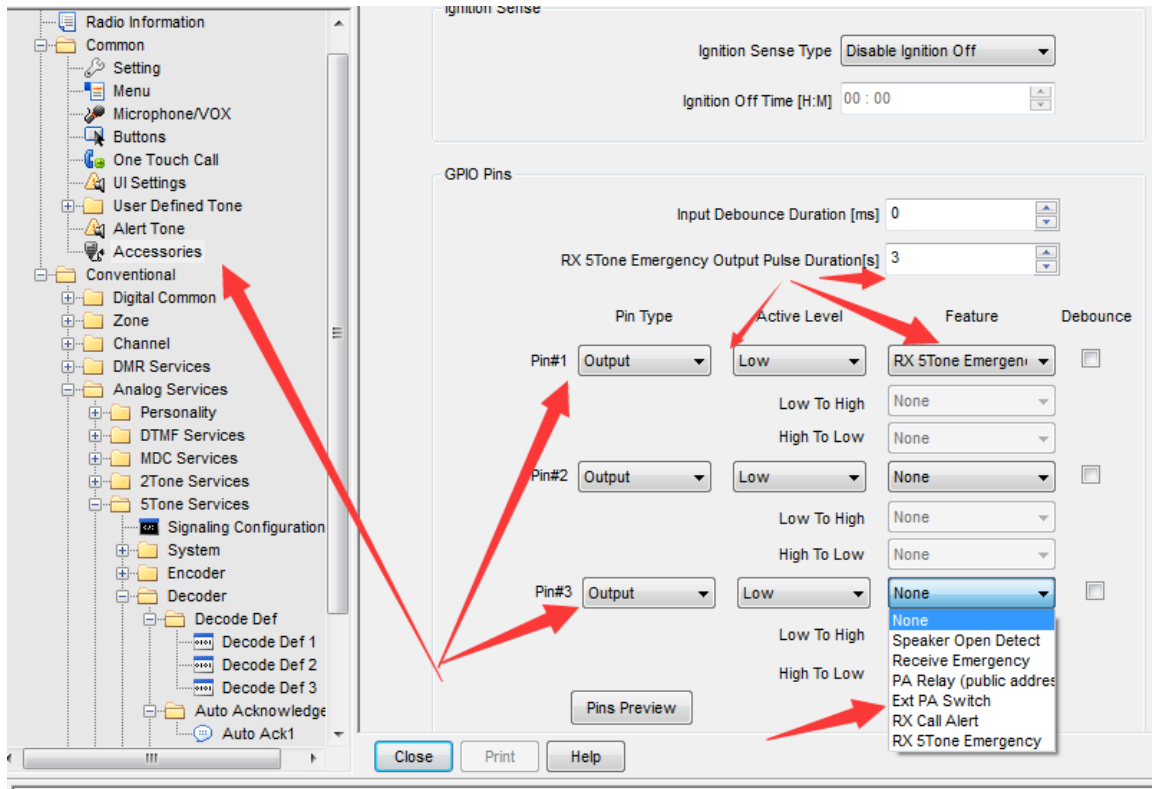 Radio Information
Common
Setting
Menu
Microphone/VOX
Buttons
One Touch Call
UI Settings
User Defined Tone
Alert Tone
Accessories
Conventional
Digital Common
Zone
Channel
DMR Services
Analog Services
Personality
DTMF Services
MDC Services
2Tone Services
5Tone Services
Signaling Configuration
System
Encoder
Decoder
Decode Def
Decode Def 1
Decode Def 2
Decode Def 3
Auto Acknowledge
Auto Ack1
Ignition Sense
Ignition Sense Type Disable Ignition Off
Ignition Off Time [H:M] 00 : 00
GPIO Pins
Input Debounce Duration [ms] 0
RX 5Tone Emergency Output Pulse Duration[s] 3
Pin Type Active Level Feature Debounce
Pin#1 Output Low RX 5Tone Emergen
Low To High None
High To Low None
Pin#2 Output Low None
Low To High None
High To Low None
Pin#3 Output Low None
Low To High
High To Low
None
Speaker Open Detect
Receive Emergency
PA Relay (public addres
Ext PA Switch
RX Call Alert
RX 5Tone Emergency
Pins Preview
Close Print Help